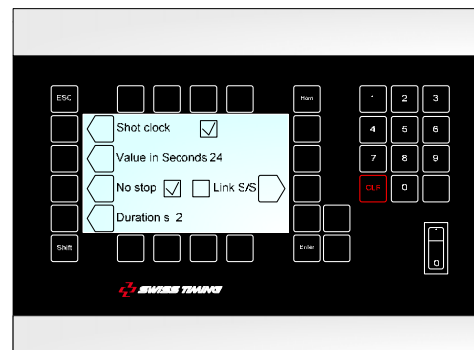 ESC
Horn
1 2 3
Shot clock
4 5 6
Value in Seconds 24
7 8 9
No stop Link S/S
CLR 0
Duration s 2
Shift
Enter
0
SWISS TIMING